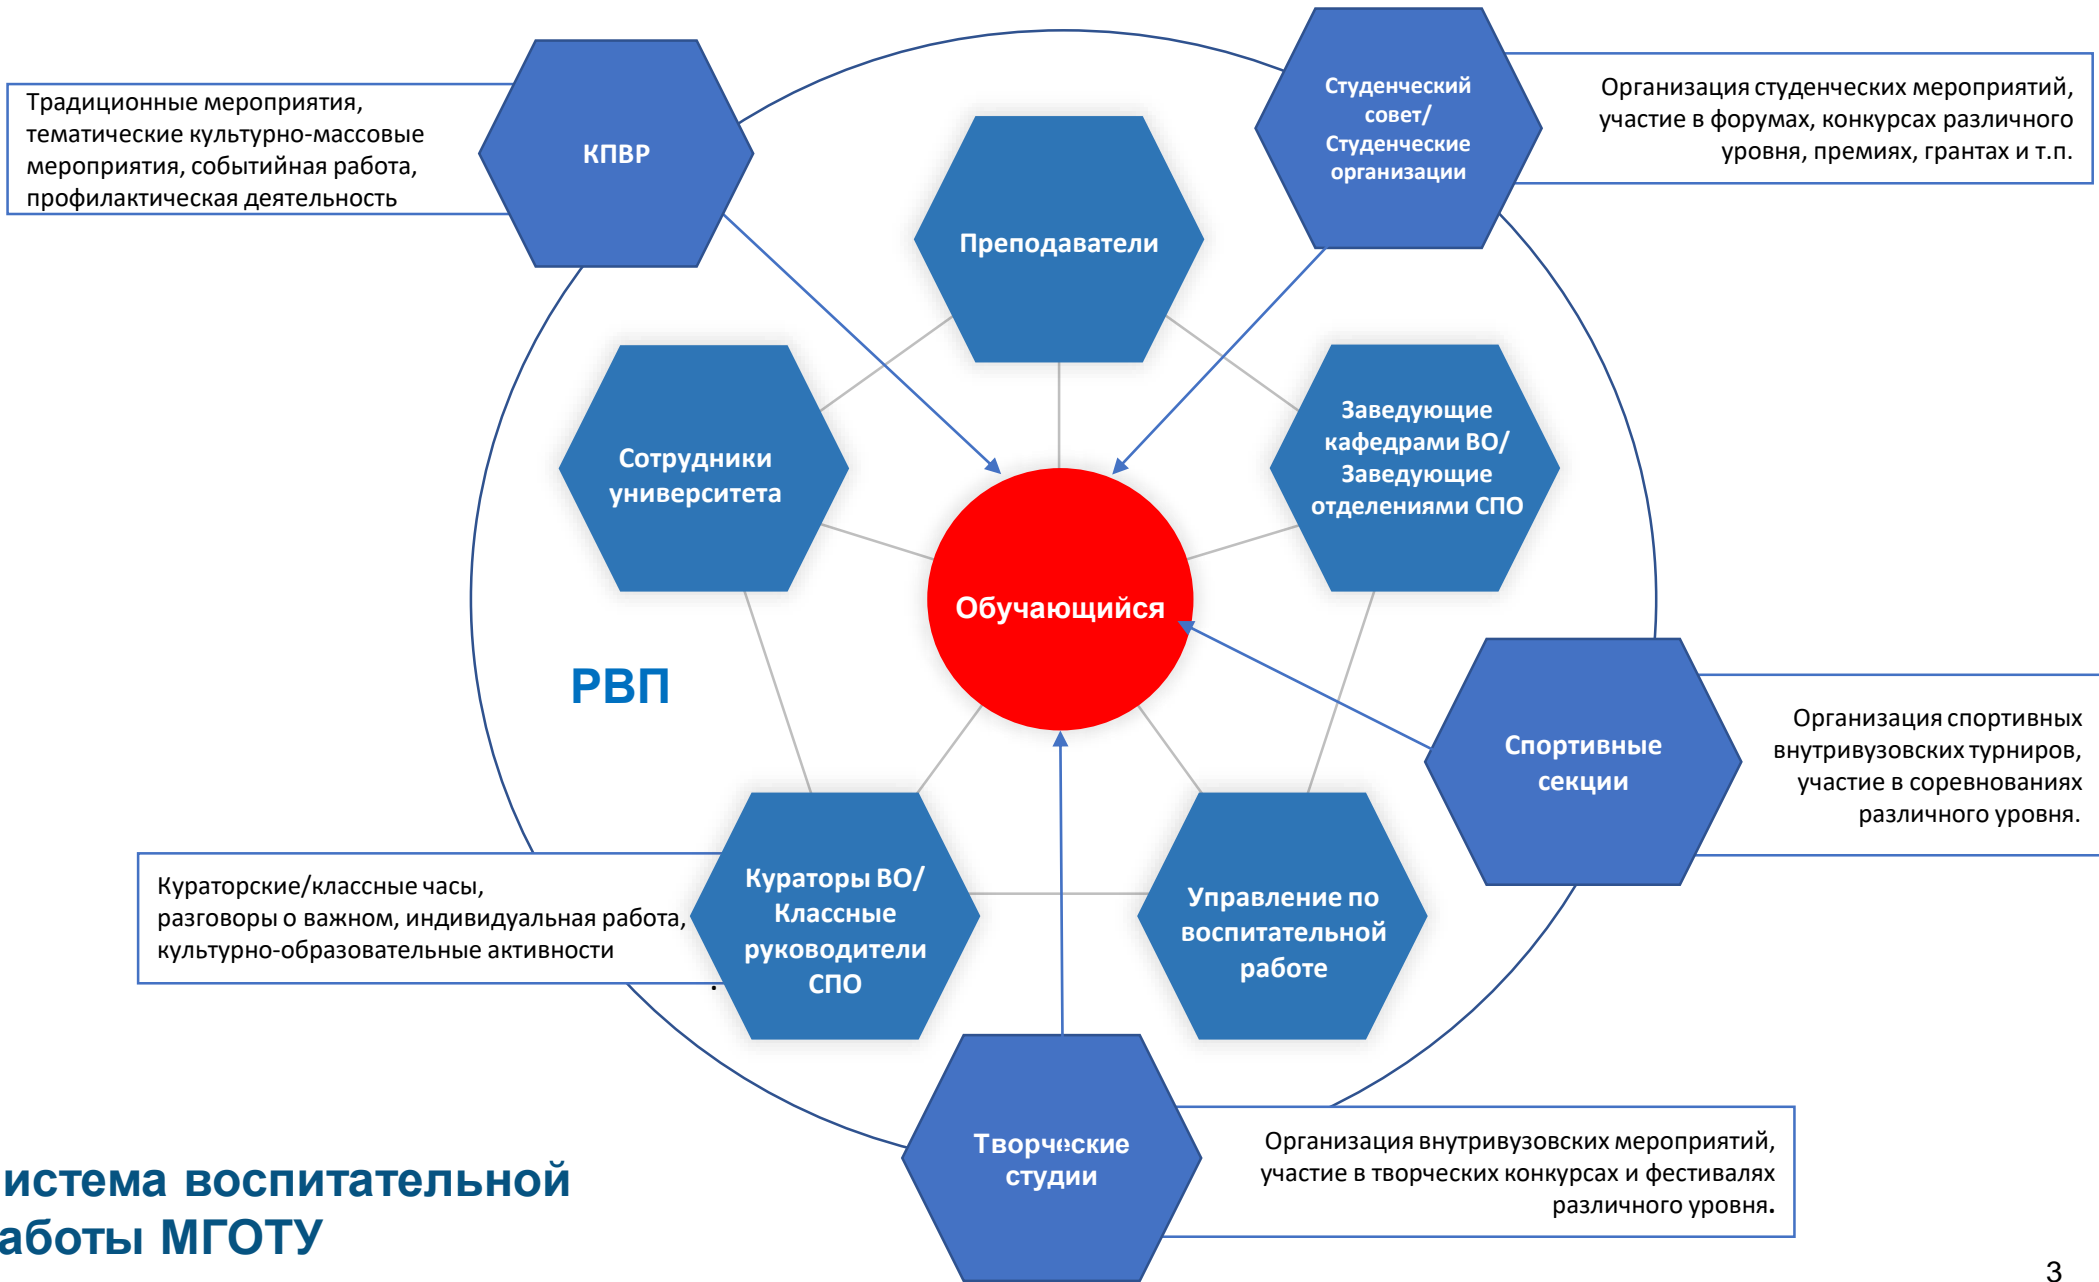 Традиционные мероприятия,
тематические культурно-массовые
мероприятия, событийная работа,
профилактическая деятельность
КПВР
Студенческий
совет/
Студенческие
организации
Организация студенческих мероприятий,
участие в форумах, конкурсах различного
уровня, премиях, грантах и т.п.
Преподаватели
Сотрудники
университета
Заведующие
кафедрами ВО/
Заведующие
отделениями СПО
Обучающийся
РВП
Спортивные
секции
Организация спортивных
внутривузовских турниров,
участие в соревнованиях
различного уровня.
Кураторские/классные часы,
разговоры о важном, индивидуальная работа,
культурно-образовательные активности
.
Кураторы ВО/
Классные
руководители
СПО
Управление по
воспитательной
работе
Творческие
студии
Организация внутривузовских мероприятий,
участие в творческих конкурсах и фестивалях
различного уровня.
истема воспитательной
аботы МГОТУ
3